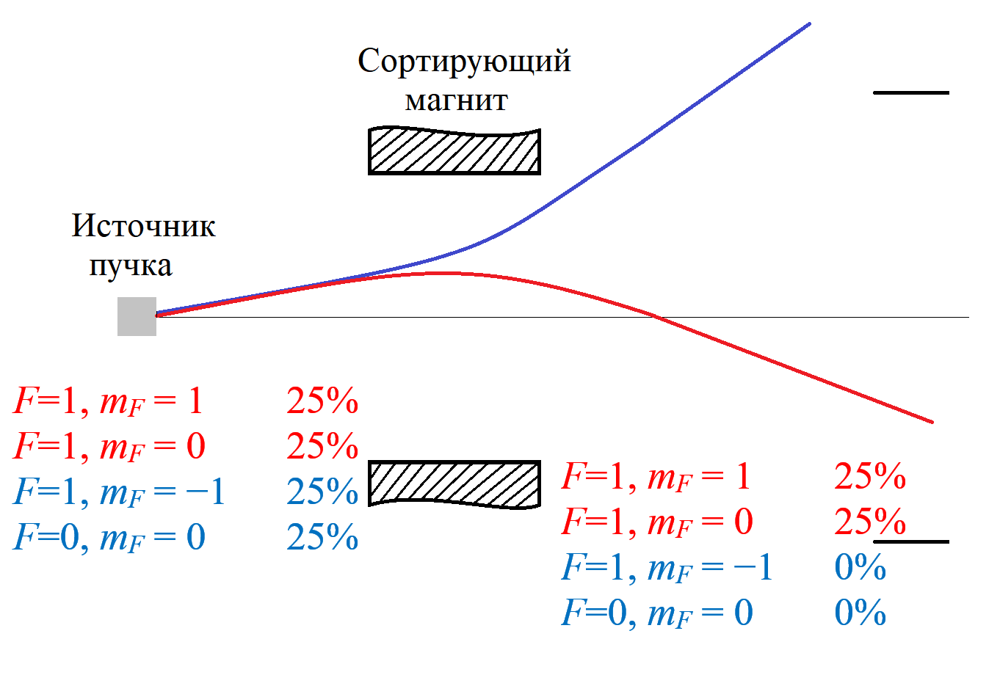 Сортирующий
магнит
Источник
пучка
F=1, mF = 1 25%
F=1, mF = 0 25%
F=1, mF = −1 25%
F=0, mF = 0 25%
F=1, mF = 1 25%
F=1, mF = 0 25%
F=1, mF = −1 0%
F=0, mF = 0 0%